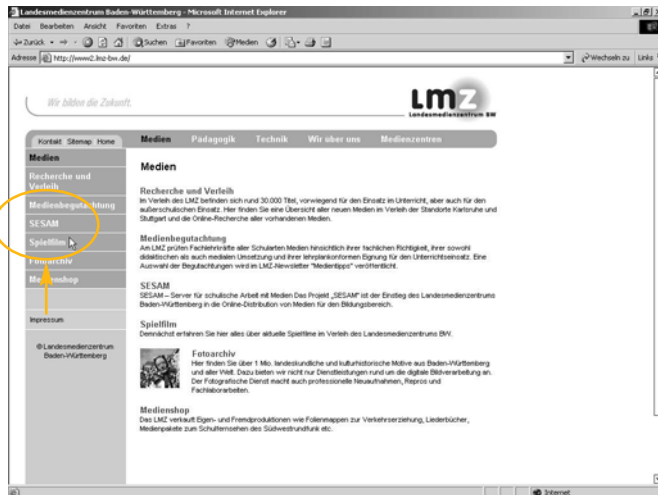 Landesmedienzentrum Baden-Württemberg - Microsoft Internet Explorer
Datei Bearbeiten Ansicht Favoriten Extras ?
Zurück Suchen Favoriten Medien
Adresse http://www2.lmz-bw.de/ Wechseln zu Links
Wir bilden die Zukunft.
LMZ
Landesmedienzentrum BW
Kontakt Sitemap Home
Medien Pädagogik Technik Wir über uns Medienzentren
Medien
Recherche und
Verleih
Medienbegutachtung
SESAM
Spielfilm
Fotoarchiv
Medienshop
Impressum
© Landesmedienzentrum
Baden-Württemberg
Medien
Recherche und Verleih
Im Verleih des LMZ befinden sich rund 30.000 Titel, vorwiegend für den Einsatz im Unterricht, aber auch für den
außerschulischen Einsatz. Hier finden Sie eine Übersicht aller neuen Medien im Verleih der Standorte Karlsruhe und
Stuttgart und die Online-Recherche aller vorhandenen Medien.
Medienbegutachtung
Am LMZ prüfen Fachlehrkräfte aller Schularten Medien hinsichtlich ihrer fachlichen Richtigkeit, ihrer sowohl
didaktischen als auch medialen Umsetzung und ihrer lehrplankonformen Eignung für den Unterrichtseinsatz. Eine
Auswahl der Begutachtungen wird im LMZ-Newsletter "Medientipps" veröffentlicht.
SESAM
SESAM – Server für schulische Arbeit mit Medien Das Projekt „SESAM" ist der Einstieg des Landesmedienzentrums
Baden-Württemberg in die Online-Distribution von Medien für den Bildungsbereich.
Spielfilm
Demnächst erfahren Sie hier alles über aktuelle Spielfilme im Verleih des Landesmedienzentrums BW.
Fotoarchiv
Hier finden Sie über 1 Mio. landeskundliche und kulturhistorische Motive aus Baden-Württemberg
und aller Welt. Dazu bieten wir nicht nur Dienstleistungen rund um die digitale Bildverarbeitung an.
Der Fotografische Dienst macht auch professionelle Neuaufnahmen, Repros und
Fachlaborarbeiten.
Medienshop
Das LMZ verkauft Eigen- und Fremdproduktionen wie Folienmappen zur Verkehrserziehung, Liederbücher,
Medienpakete zum Schulfernsehen des Südwestrundfunk etc.
Internet